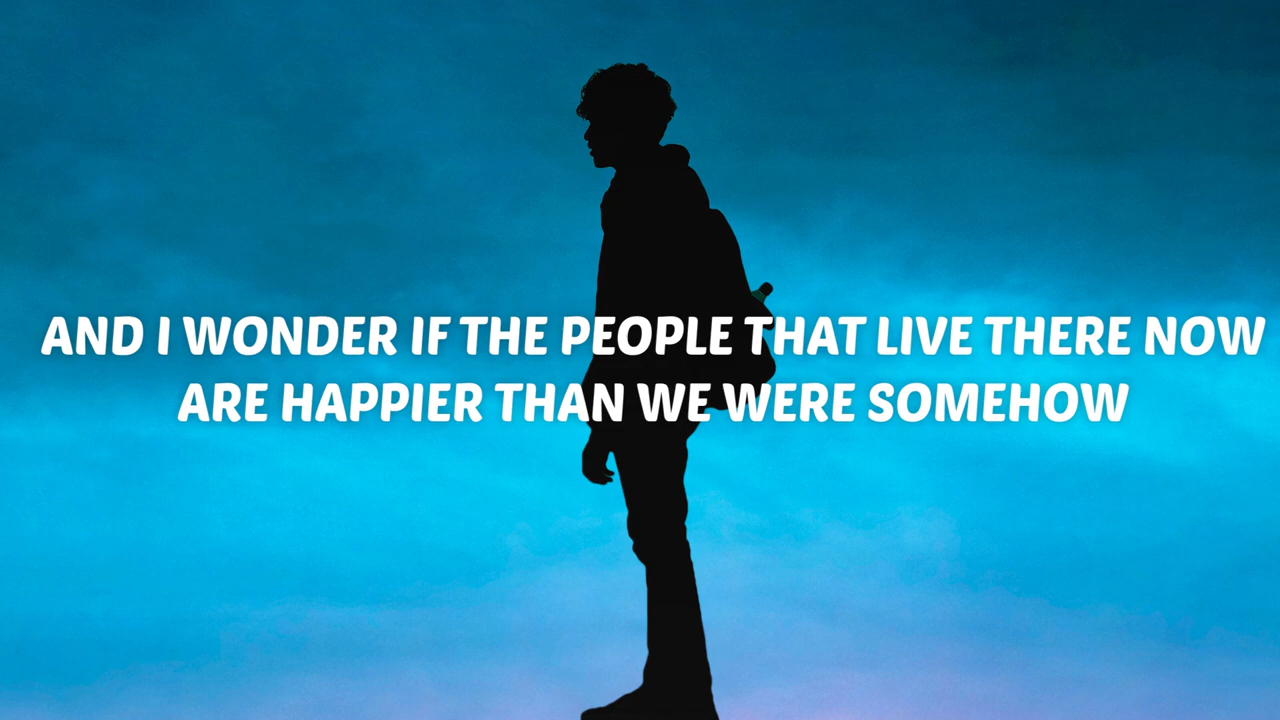 AND I WONDER IF THE PEOPLE THAT LIVE THERE NOW
ARE HAPPIER THAN WE WERE SOMEHOW